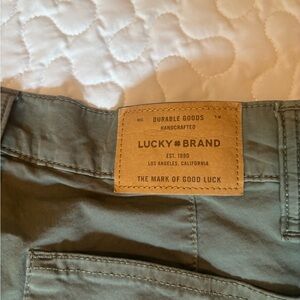 DURABLE GOODS
HANDCRAFTED
LUCKY BRAND
EST. 1990
LOS ANGELES, CALIFORNIA
THE MARK OF GOOD LUCK